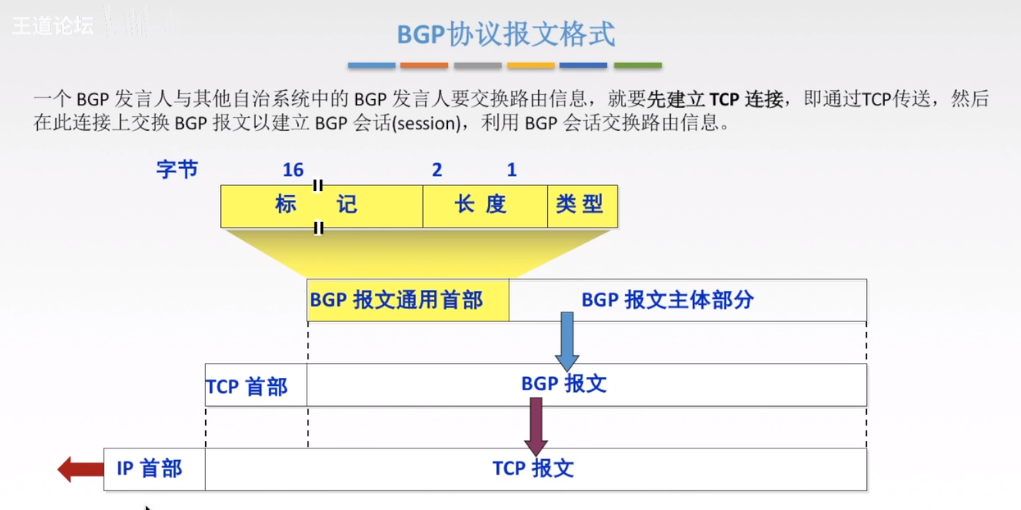 王道论坛
BGP协议报文格式
一个 BGP 发言人与其他自治系统中的 BGP 发言人要交换路由信息，就要先建立 TCP 连接，即通过TCP传送，然后
在此连接上交换 BGP 报文以建立 BGP 会话(session)，利用 BGP 会话交换路由信息。
字节 16 2 1
标 记 长 度 类 型
BGP 报文通用首部 BGP 报文主体部分
TCP 首部 BGP 报文
IP 首部 TCP 报文